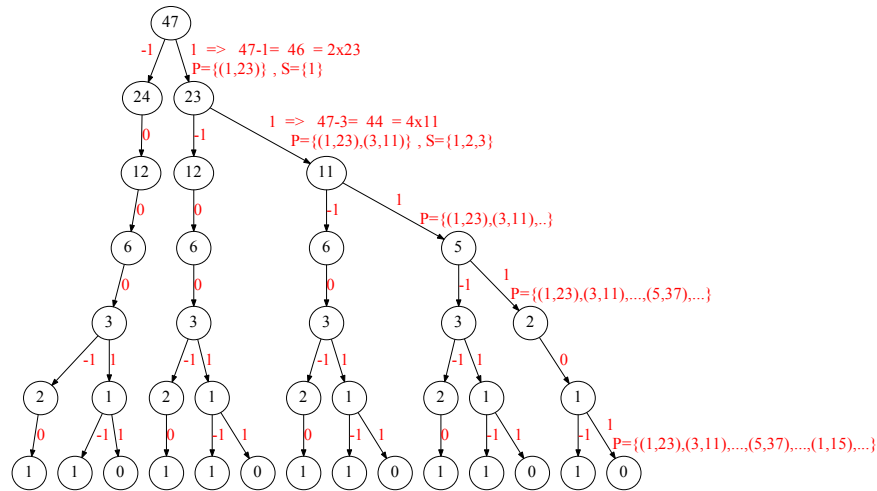 47
-1 1 => 47-1= 46 = 2x23
P={(1,23)} , S={1}
24 23
0 -1 1 => 47-3= 44 = 4x11
P={(1,23),(3,11)} , S={1,2,3}
12 12 11
0 0 -1 1
P={(1,23),(3,11),..}
6 6 6 5
0 0 0 -1 1
P={(1,23),(3,11),...,(5,37),...}
3 3 3 3 2
-1 1 -1 1 -1 1 -1 1 0
2 1 2 1 2 1 2 1 1
0 -1 1 0 -1 1 0 -1 1 0 -1 1 -1 1
P={(1,23),(3,11),...,(5,37),...,(1,15),...}
1 1 0 1 1 0 1 1 0 1 1 0 1 0